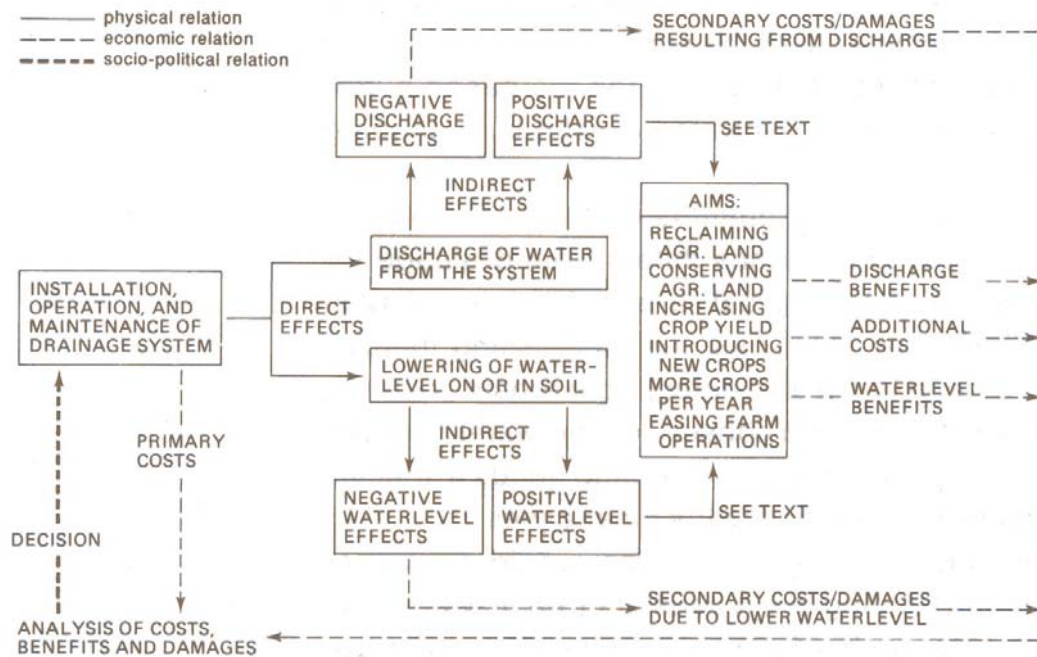 physical relation
economic relation
socio-political relation
SECONDARY COSTS/DAMAGES
RESULTING FROM DISCHARGE
NEGATIVE
DISCHARGE
EFFECTS
POSITIVE
DISCHARGE
EFFECTS
SEE TEXT
INDIRECT
EFFECTS
AIMS:
RECLAIMING
AGR. LAND
CONSERVING
AGR. LAND
INCREASING
CROP YIELD
INTRODUCING
NEW CROPS
MORE CROPS
PER YEAR
EASING FARM
OPERATIONS
DISCHARGE OF WATER
FROM THE SYSTEM
INSTALLATION,
OPERATION, AND
MAINTENANCE OF
DRAINAGE SYSTEM
DIRECT
EFFECTS
DISCHARGE
BENEFITS
ADDITIONAL
COSTS
WATERLEVEL
BENEFITS
LOWERING OF WATER-
LEVEL ON OR IN SOIL
INDIRECT
EFFECTS
PRIMARY
COSTS
NEGATIVE
WATERLEVEL
EFFECTS
POSITIVE
WATERLEVEL
EFFECTS
SEE TEXT
DECISION
SECONDARY COSTS/DAMAGES
DUE TO LOWER WATERLEVEL
ANALYSIS OF COSTS,
BENEFITS AND DAMAGES